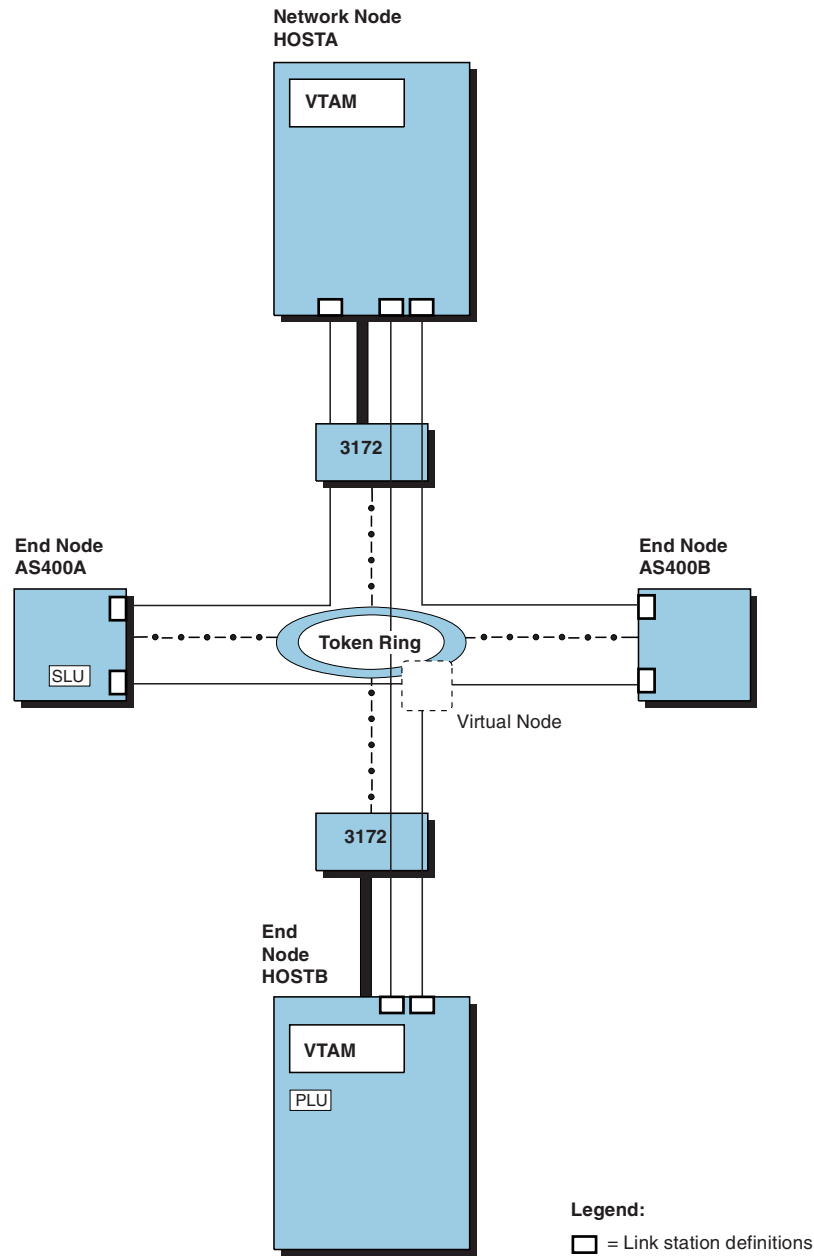 Network Node
HOSTA
VTAM
3172
End Node
AS400A
End Node
AS400B
Token Ring
SLU
Virtual Node
3172
End
Node
HOSTB
VTAM
PLU
Legend:
= Link station definitions